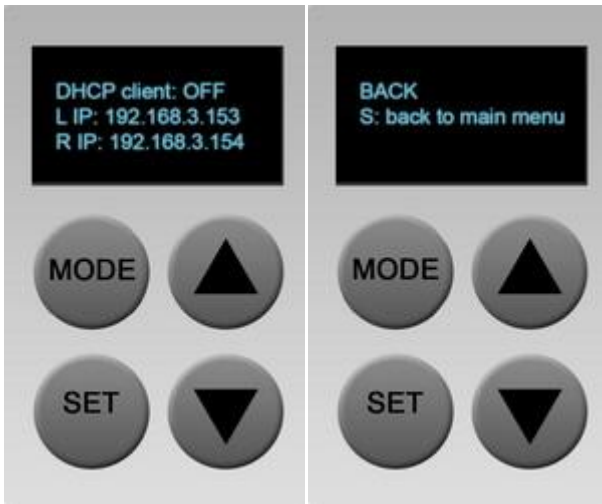 DHCP client: OFF
L IP: 192.168.3.153
R IP: 192.168.3.154
MODE
SET
BACK
S: back to main menu
MODE
SET